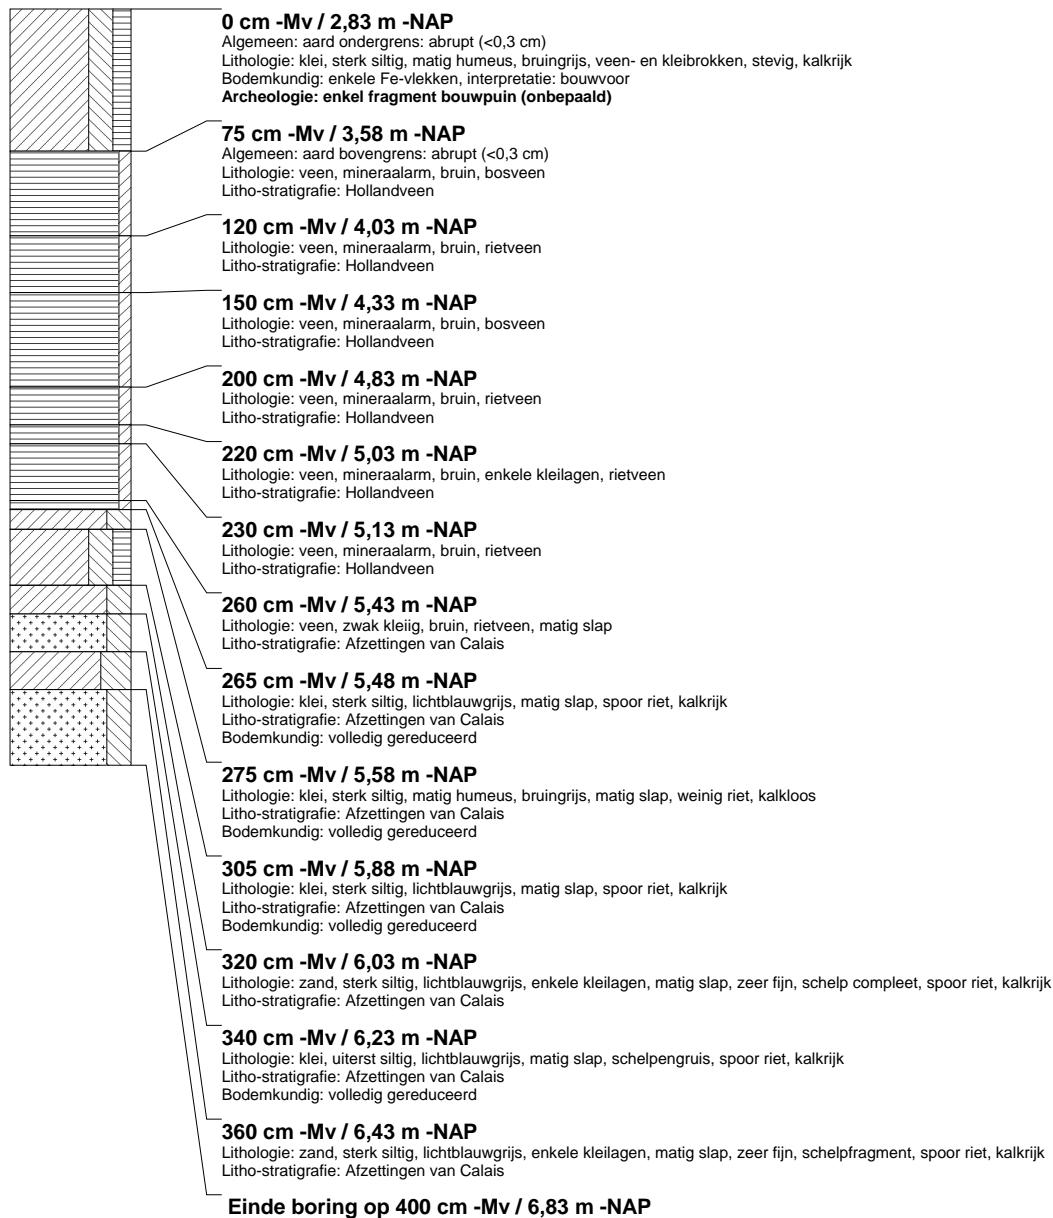 0 cm -Mv / 2,83 m -NAP
Algemeen: aard ondergrens: abrupt (<0,3 cm)
Lithologie: klei, sterk siltig, matig humeus, bruingrijs, veen- en kleibrokken, stevig, kalkrijk
Bodemkundig: enkele Fe-vlekken, interpretatie: bouwvoor
Archeologie: enkel fragment bouwpuin (onbepaald)
75 cm -Mv / 3,58 m -NAP
Algemeen: aard bovengrens: abrupt (<0,3 cm)
Lithologie: veen, mineraalarm, bruin, bosveen
Litho-stratigrafie: Hollandveen
120 cm -Mv / 4,03 m -NAP
Lithologie: veen, mineraalarm, bruin, rietveen
Litho-stratigrafie: Hollandveen
150 cm -Mv / 4,33 m -NAP
Lithologie: veen, mineraalarm, bruin, bosveen
Litho-stratigrafie: Hollandveen
200 cm -Mv / 4,83 m -NAP
Lithologie: veen, mineraalarm, bruin, rietveen
Litho-stratigrafie: Hollandveen
220 cm -Mv / 5,03 m -NAP
Lithologie: veen, mineraalarm, bruin, enkele kleilagen, rietveen
Litho-stratigrafie: Hollandveen
230 cm -Mv / 5,13 m -NAP
Lithologie: veen, mineraalarm, bruin, rietveen
Litho-stratigrafie: Hollandveen
260 cm -Mv / 5,43 m -NAP
Lithologie: veen, zwak kleiig, bruin, rietveen, matig slap
Litho-stratigrafie: Afzettingen van Calais
265 cm -Mv / 5,48 m -NAP
Lithologie: klei, sterk siltig, lichtblauwgrijs, matig slap, spoor riet, kalkrijk
Litho-stratigrafie: Afzettingen van Calais
Bodemkundig: volledig gereduceerd
275 cm -Mv / 5,58 m -NAP
Lithologie: klei, sterk siltig, matig humeus, bruingrijs, matig slap, weinig riet, kalkloos
Litho-stratigrafie: Afzettingen van Calais
Bodemkundig: volledig gereduceerd
305 cm -Mv / 5,88 m -NAP
Lithologie: klei, sterk siltig, lichtblauwgrijs, matig slap, spoor riet, kalkrijk
Litho-stratigrafie: Afzettingen van Calais
Bodemkundig: volledig gereduceerd
320 cm -Mv / 6,03 m -NAP
Lithologie: zand, sterk siltig, lichtblauwgrijs, enkele kleilagen, matig slap, zeer fijn, schelp compleet, spoor riet, kalkrijk
Litho-stratigrafie: Afzettingen van Calais
340 cm -Mv / 6,23 m -NAP
Lithologie: klei, uiterst siltig, lichtblauwgrijs, matig slap, schelpengruis, spoor riet, kalkrijk
Litho-stratigrafie: Afzettingen van Calais
Bodemkundig: volledig gereduceerd
360 cm -Mv / 6,43 m -NAP
Lithologie: zand, sterk siltig, lichtblauwgrijs, enkele kleilagen, matig slap, zeer fijn, schelpfragment, spoor riet, kalkrijk
Litho-stratigrafie: Afzettingen van Calais
Einde boring op 400 cm -Mv / 6,83 m -NAP